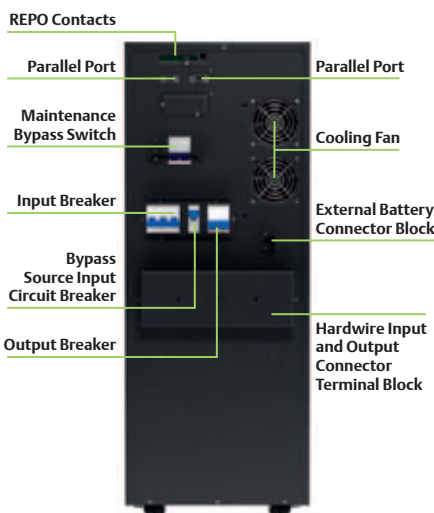 REPO Contacts
Parallel Port
Parallel Port
Maintenance
Bypass Switch
Cooling Fan
Input Breaker
External Battery
Connector Block
Bypass
Source Input
Circuit Breaker
Output Breaker
Hardwire Input
and Output
Connector
Terminal Block